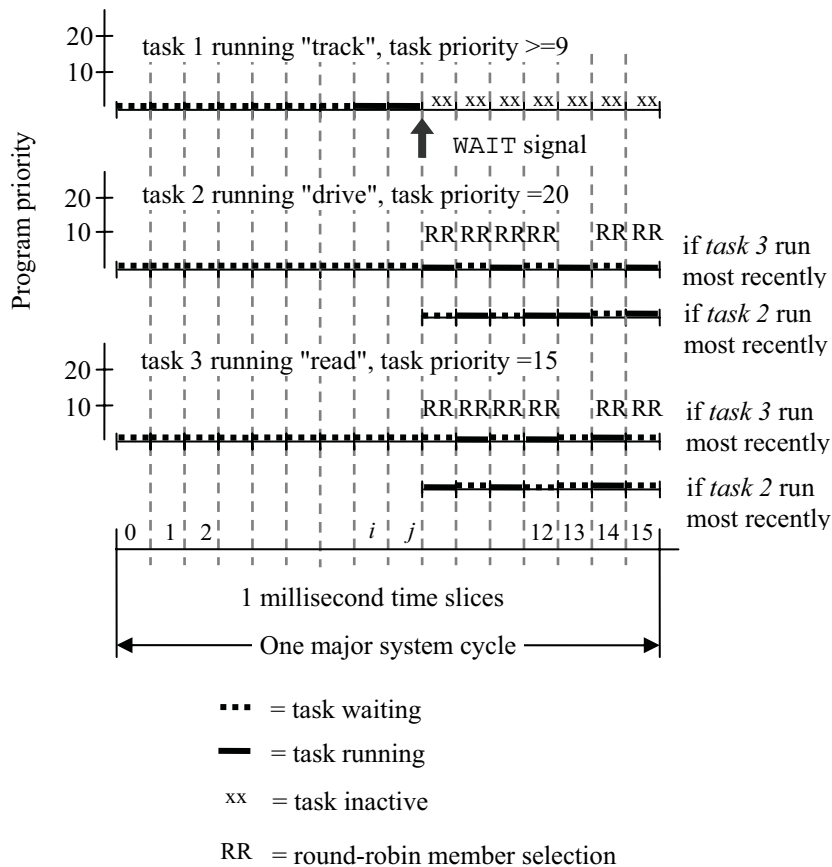 Program priority
20
10
task 1 running "track", task priority >=9
xx xx xx xx xx xx xx
WAIT signal
20
10
task 2 running "drive", task priority =20
RR RR RR RR RR RR
if task 3 run
most recently
if task 2 run
most recently
20
10
task 3 running "read", task priority =15
RR RR RR RR RR RR
if task 3 run
most recently
if task 2 run
most recently
0 1 2 i j 12 13 14 15
1 millisecond time slices
One major system cycle
= task waiting
= task running
xx = task inactive
RR = round-robin member selection